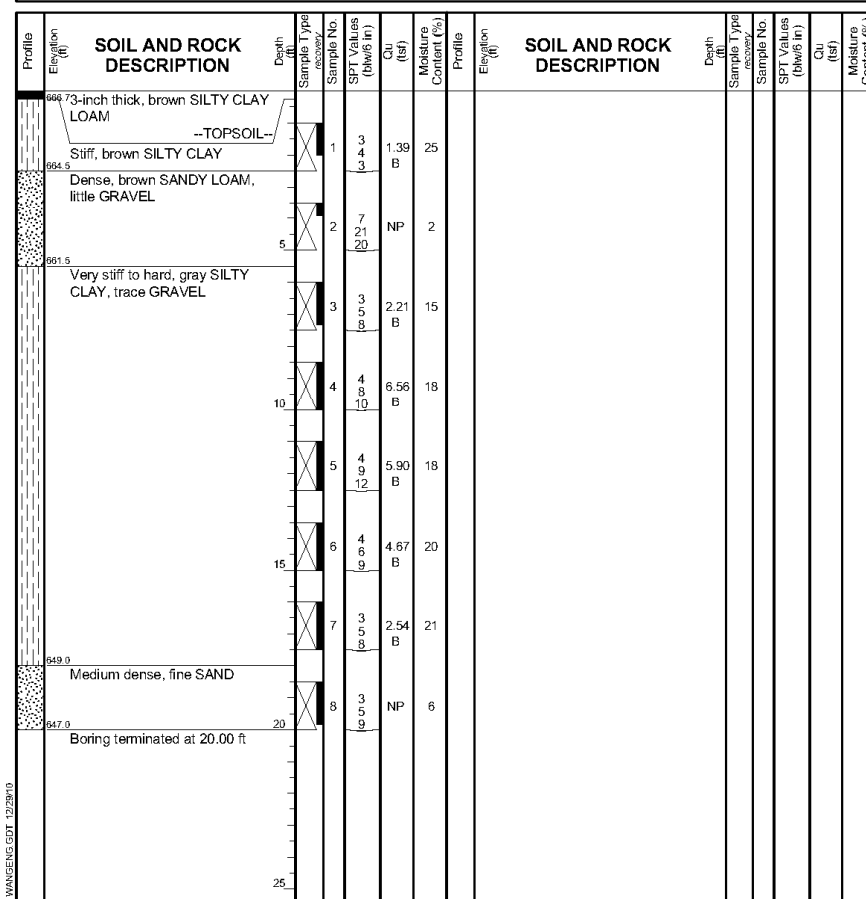 Profile
Elevation (ft)
SOIL AND ROCK DESCRIPTION
Depth (ft)
Sample Type recovery
Sample No.
SPT Values (blw/6 in)
Qu (tsf)
Moisture Content (%)
Profile
Elevation (ft)
SOIL AND ROCK DESCRIPTION
Depth (ft)
Sample Type recovery
Sample No.
SPT Values (blw/6 in)
Qu (tsf)
Moisture Content (%)
666.7 3-inch thick, brown SILTY CLAY
LOAM
--TOPSOIL--
Stiff, brown SILTY CLAY
1 3 4 3 1.39 B 25
664.5
Dense, brown SANDY LOAM,
little GRAVEL
2 7 21 20 NP 2
5
661.5
Very stiff to hard, gray SILTY
CLAY, trace GRAVEL
3 3 5 8 2.21 B 15
4 4 8 10 6.56 B 18
10
5 4 9 12 5.90 B 18
6 4 6 9 4.67 B 20
15
7 3 5 8 2.54 B 21
649.0
Medium dense, fine SAND
8 3 5 9 NP 6
647.0 20
Boring terminated at 20.00 ft
25
WANGENG.GDT 12/29/10